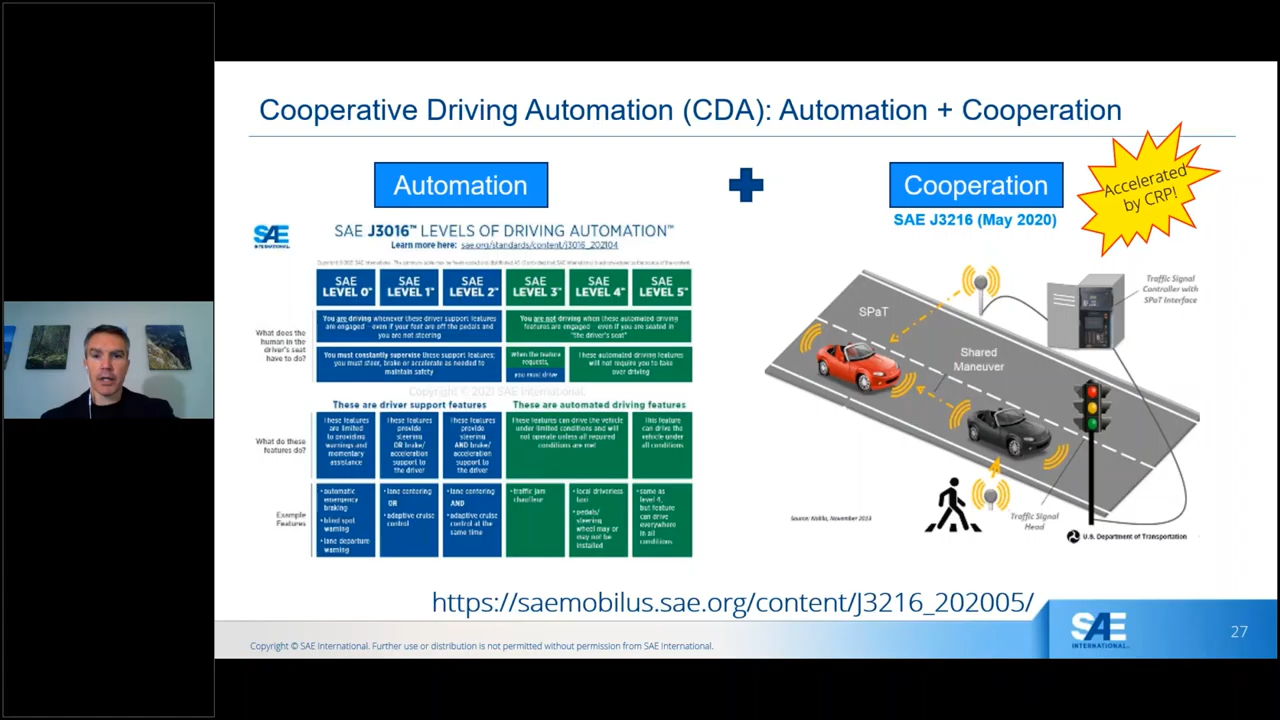 Cooperative Driving Automation (CDA): Automation + Cooperation
Automation
Cooperation
SAE J3216 (May 2020)
Accelerated
by CRP!
SAE
INTERNATIONAL
SAE J3016™ LEVELS OF DRIVING AUTOMATION™
Learn more here: sae.org/standards/content/j3016_202104
SAE
LEVEL 0™
SAE
LEVEL 1™
SAE
LEVEL 2™
SAE
LEVEL 3™
SAE
LEVEL 4™
SAE
LEVEL 5™
What does the
human in the
driver's seat
have to do?
You are driving whenever these driver support features
are engaged – even if your feet are off the pedals and
you are not steering
You are not driving when these automated driving
features are engaged – even if you are seated in
"the driver's seat"
You must constantly supervise these support features;
you must steer, brake or accelerate as needed to
maintain safety
When the feature
requests,
you must drive
These automated driving features
will not require you to take
over driving
Copyright © 2021 SAE International.
These are driver support features
These are automated driving features
What do these
features do?
These features
are limited
to providing
warnings and
momentary
assistance
These features
provide
steering
OR brake/
acceleration
support to
the driver
These features
provide
steering
AND brake/
acceleration
support to
the driver
These features can drive the vehicle
under limited conditions and will
not operate unless all required
conditions are met
This feature
can drive the
vehicle under
all conditions
Example
Features
• automatic
emergency
braking
• blind spot
warning
• lane departure
warning
• lane centering
OR
• adaptive cruise
control
• lane centering
AND
• adaptive cruise
control at the
same time
• traffic jam
chauffeur
• local driverless
taxi
• pedals/
steering
wheel may or
may not be
installed
• same as
level 4,
but feature
can drive
everywhere
in all
conditions
SPaT
Shared
Maneuver
Traffic Signal
Controller with
SPaT Interface
Traffic Signal
Head
November 2013
U.S. Department of Transportation
https://saemobilus.sae.org/content/J3216_202005/
Copyright © SAE International. Further use or distribution is not permitted without permission from SAE International.
SAE
INTERNATIONAL
27